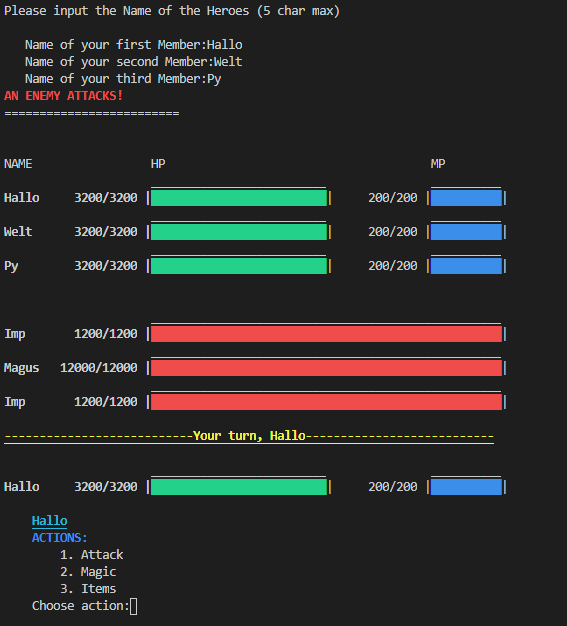 Please input the Name of the Heroes (5 char max)
Name of your first Member:Hallo
Name of your second Member:Welt
Name of your third Member:Py
AN ENEMY ATTACKS!
=========================
NAME HP MP
Hallo 3200/3200 | | 200/200 | |
Welt 3200/3200 | | 200/200 | |
Py 3200/3200 | | 200/200 | |
Imp 1200/1200 | |
Magus 12000/12000 | |
Imp 1200/1200 | |
---------------------------Your turn, Hallo---------------------------
Hallo 3200/3200 | | 200/200 | |
Hallo
ACTIONS:
1. Attack
2. Magic
3. Items
Choose action: